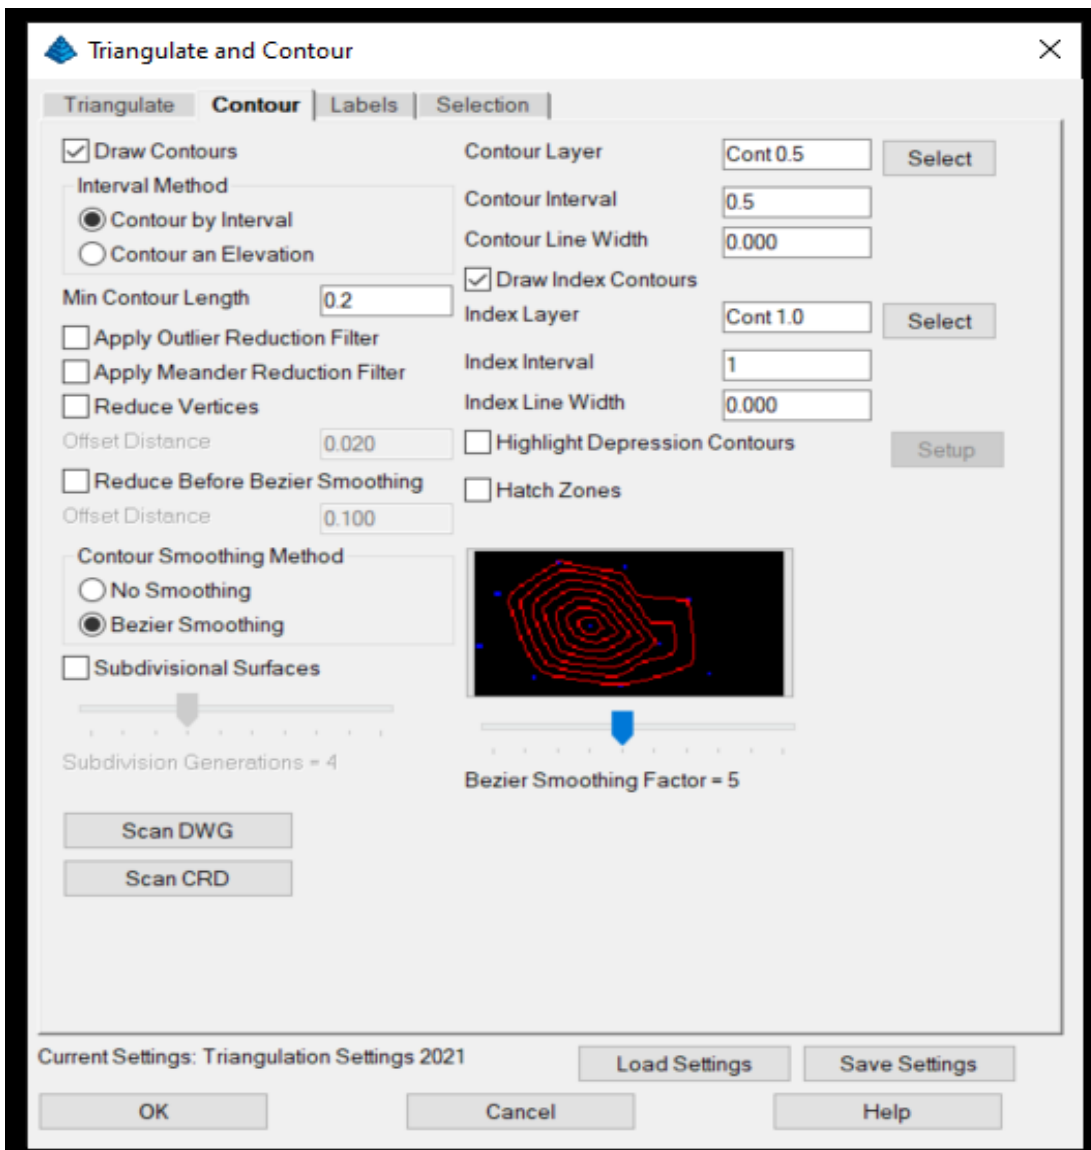 Triangulate and Contour
Triangulate Contour Labels Selection
Draw Contours
Interval Method
Contour by Interval
Contour an Elevation
Min Contour Length 0.2
Apply Outlier Reduction Filter
Apply Meander Reduction Filter
Reduce Vertices
Offset Distance 0.020
Reduce Before Bezier Smoothing
Offset Distance 0.100
Contour Smoothing Method
No Smoothing
Bezier Smoothing
Subdivisional Surfaces
Subdivision Generations = 4
Scan DWG
Scan CRD
Contour Layer Cont 0.5 Select
Contour Interval 0.5
Contour Line Width 0.000
Draw Index Contours
Index Layer Cont 1.0 Select
Index Interval 1
Index Line Width 0.000
Highlight Depression Contours Setup
Hatch Zones
Bezier Smoothing Factor = 5
Current Settings: Triangulation Settings 2021 Load Settings Save Settings
OK Cancel Help